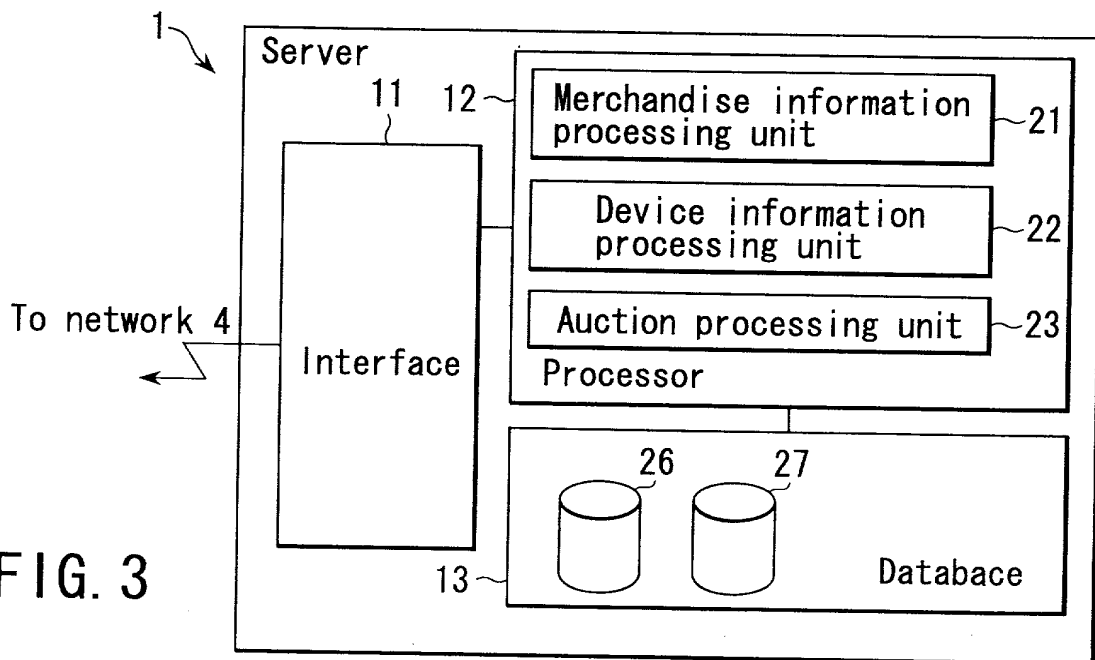 1
Server
11
12
Merchandise information
processing unit
21
Device information
processing unit
22
Auction processing unit
23
Processor
To network 4
Interface
26
27
13
Databace
FIG. 3